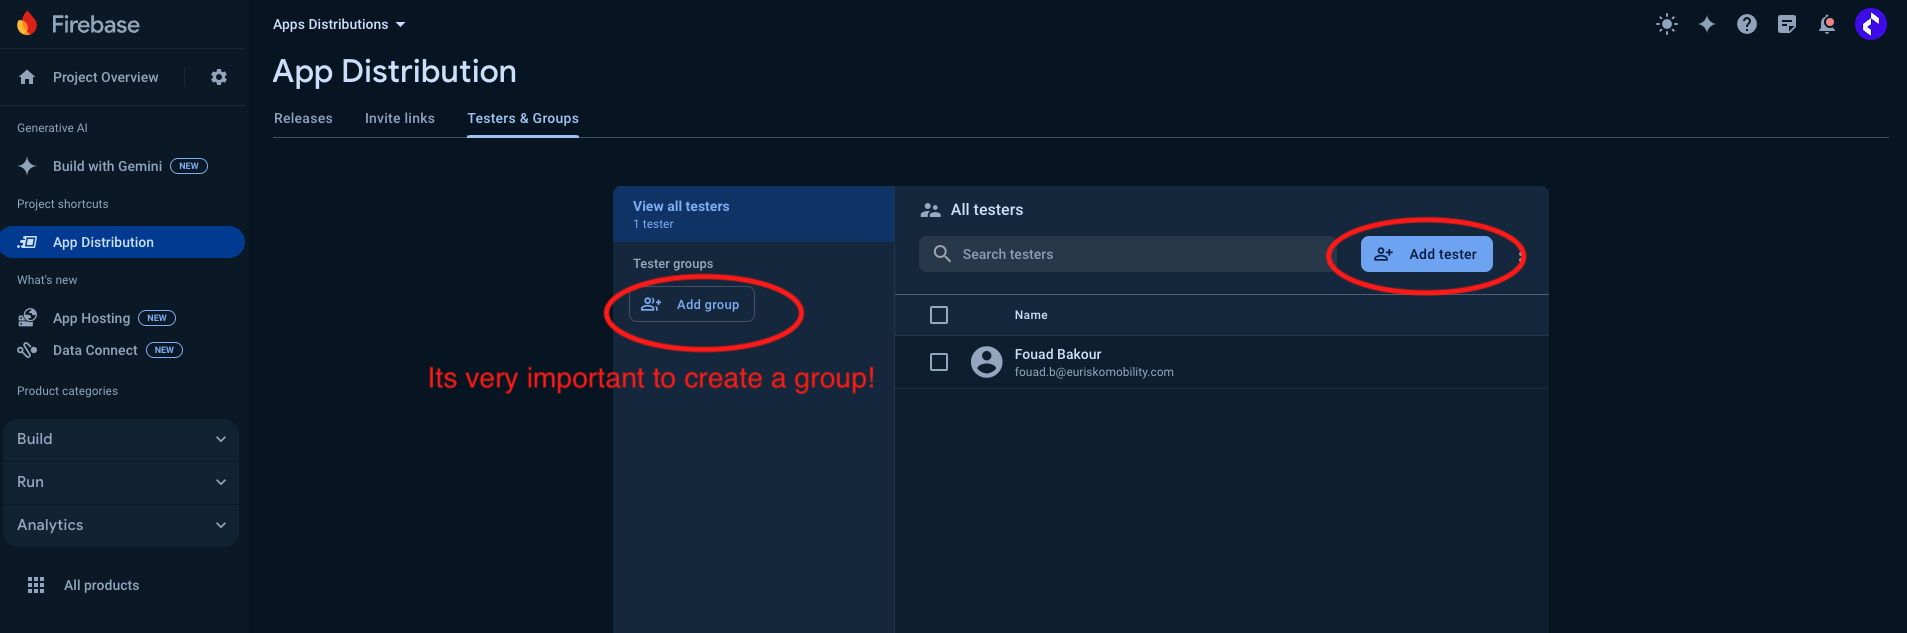 Firebase
Project Overview
Generative AI
Build with Gemini NEW
Project shortcuts
App Distribution
What's new
App Hosting NEW
Data Connect NEW
Product categories
Build
Run
Analytics
All products
Apps Distributions
App Distribution
Releases Invite links Testers & Groups
View all testers
1 tester
Tester groups
Add group
Its very important to create a group!
All testers
Search testers
Add tester
Name
Fouad Bakour
fouad.b@euriskomobility.com